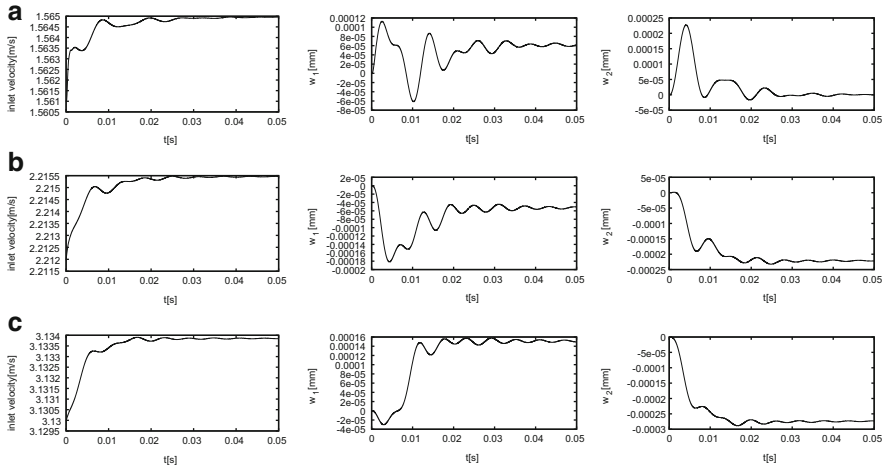 a
inlet velocity[m/s]
1.565
1.5645
1.564
1.5635
1.563
1.5625
1.562
1.5615
1.561
1.5605
0 0.01 0.02 0.03 0.04 0.05
t[s]
w1[mm]
0.00012
0.0001
8e-05
6e-05
4e-05
2e-05
0
-2e-05
-4e-05
-6e-05
-8e-05
0 0.01 0.02 0.03 0.04 0.05
t[s]
w2[mm]
0.00025
0.0002
0.00015
0.0001
5e-05
0
-5e-05
0 0.01 0.02 0.03 0.04 0.05
t[s]
b
inlet velocity[m/s]
2.2155
2.215
2.2145
2.214
2.2135
2.213
2.2125
2.212
2.2115
0 0.01 0.02 0.03 0.04 0.05
t[s]
w1[mm]
2e-05
0
-2e-05
-4e-05
-6e-05
-8e-05
-0.0001
-0.00012
-0.00014
-0.00016
-0.00018
-0.0002
0 0.01 0.02 0.03 0.04 0.05
t[s]
w2[mm]
5e-05
0
-5e-05
-0.0001
-0.00015
-0.0002
-0.00025
0 0.01 0.02 0.03 0.04 0.05
t[s]
c
inlet velocity[m/s]
3.134
3.1335
3.133
3.1325
3.132
3.1315
3.131
3.1305
3.13
3.1295
0 0.01 0.02 0.03 0.04 0.05
t[s]
w1[mm]
0.00016
0.00014
0.00012
0.0001
8e-05
6e-05
4e-05
2e-05
0
-2e-05
-4e-05
0 0.01 0.02 0.03 0.04 0.05
t[s]
w2[mm]
0
-5e-05
-0.0001
-0.00015
-0.0002
-0.00025
-0.0003
0 0.01 0.02 0.03 0.04 0.05
t[s]